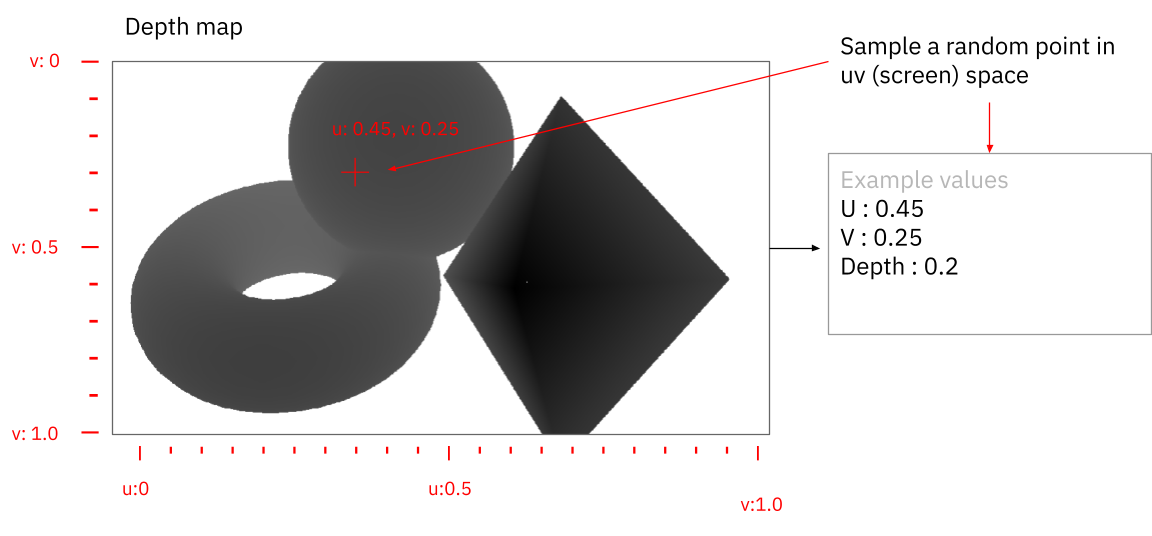 Depth map
Sample a random point in
uv (screen) space
v: 0
u: 0.45, v: 0.25
Example values
U : 0.45
V : 0.25
Depth : 0.2
v: 0.5
v: 1.0
u:0
u:0.5
v:1.0